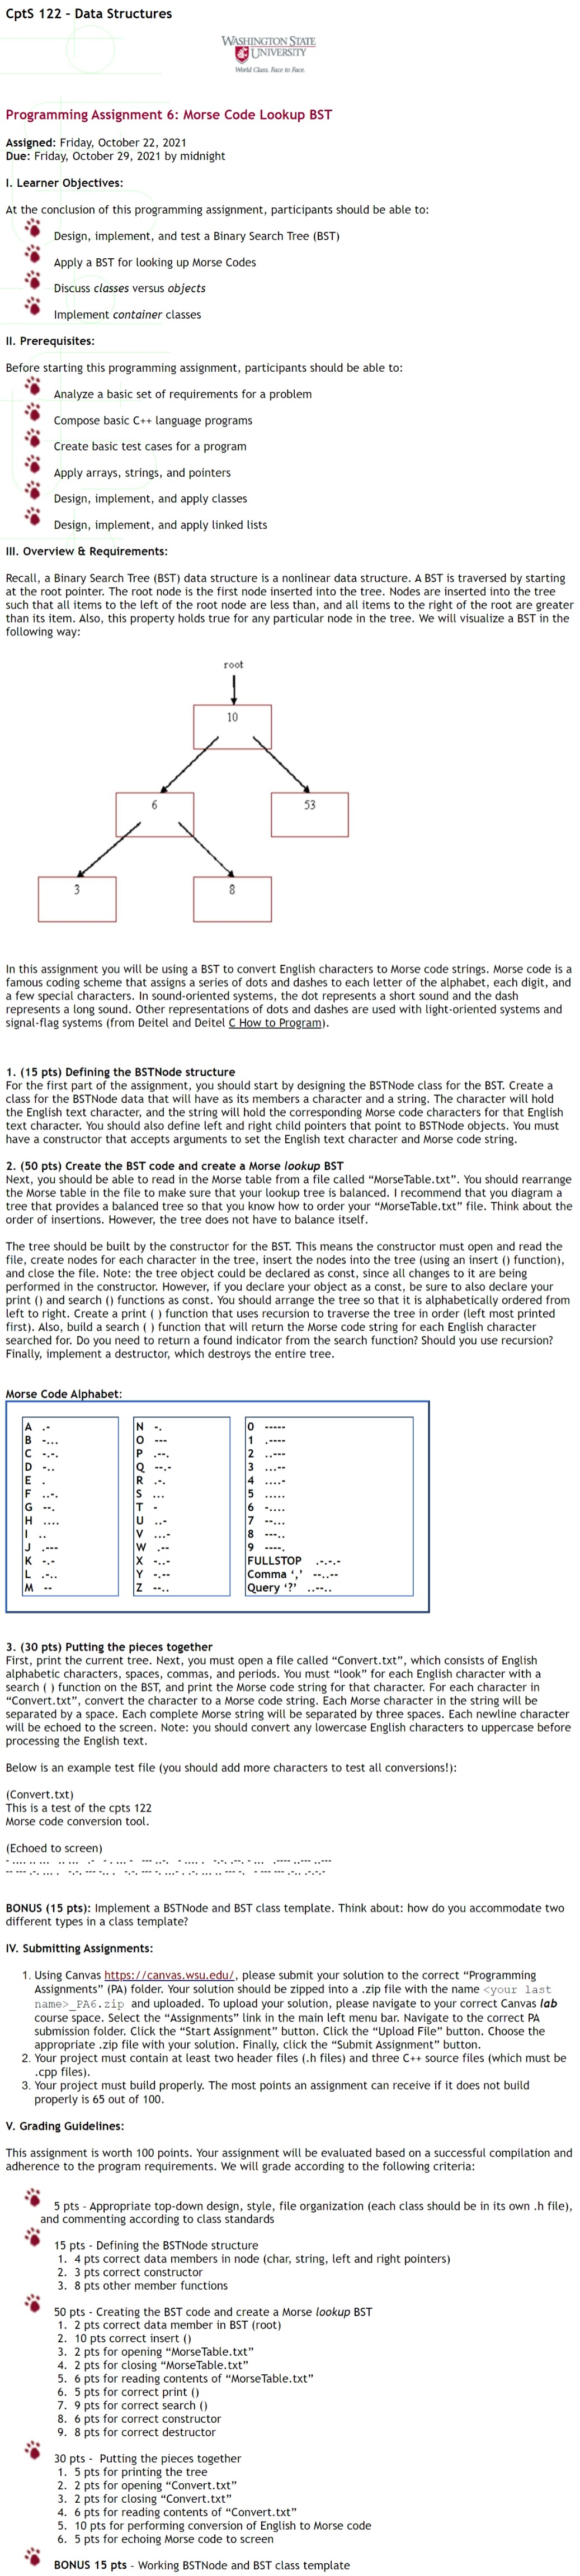 CptS 122 - Data Structures
WASHINGTON STATE
UNIVERSITY
World Class. Face to Face.
Programming Assignment 6: Morse Code Lookup BST
Assigned: Friday, October 22, 2021
Due: Friday, October 29, 2021 by midnight
I. Learner Objectives:
At the conclusion of this programming assignment, participants should be able to:
Design, implement, and test a Binary Search Tree (BST)
Apply a BST for looking up Morse Codes
Discuss classes versus objects
Implement container classes
II. Prerequisites:
Before starting this programming assignment, participants should be able to:
Analyze a basic set of requirements for a problem
Compose basic C++ language programs
Create basic test cases for a program
Apply arrays, strings, and pointers
Design, implement, and apply classes
Design, implement, and apply linked lists
III. Overview & Requirements:
Recall, a Binary Search Tree (BST) data structure is a nonlinear data structure. A BST is traversed by starting
at the root pointer. The root node is the first node inserted into the tree. Nodes are inserted into the tree
such that all items to the left of the root node are less than, and all items to the right of the root are greater
than its item. Also, this property holds true for any particular node in the tree. We will visualize a BST in the
following way:
root
10
6
53
3
8
In this assignment you will be using a BST to convert English characters to Morse code strings. Morse code is a
famous coding scheme that assigns a series of dots and dashes to each letter of the alphabet, each digit, and
a few special characters. In sound-oriented systems, the dot represents a short sound and the dash
represents a long sound. Other representations of dots and dashes are used with light-oriented systems and
signal-flag systems (from Deitel and Deitel C How to Program).
1. (15 pts) Defining the BSTNode structure
For the first part of the assignment, you should start by designing the BSTNode class for the BST. Create a
class for the BSTNode data that will have as its members a character and a string. The character will hold
the English text character, and the string will hold the corresponding Morse code characters for that English
text character. You should also define left and right child pointers that point to BSTNode objects. You must
have a constructor that accepts arguments to set the English text character and Morse code string.
2. (50 pts) Create the BST code and create a Morse lookup BST
Next, you should be able to read in the Morse table from a file called “MorseTable.txt”. You should rearrange
the Morse table in the file to make sure that your lookup tree is balanced. I recommend that you diagram a
tree that provides a balanced tree so that you know how to order your “MorseTable.txt” file. Think about the
order of insertions. However, the tree does not have to balance itself.
The tree should be built by the constructor for the BST. This means the constructor must open and read the
file, create nodes for each character in the tree, insert the nodes into the tree (using an insert () function),
and close the file. Note: the tree object could be declared as const, since all changes to it are being
performed in the constructor. However, if you declare your object as a const, be sure to also declare your
print () and search () functions as const. You should arrange the tree so that it is alphabetically ordered from
left to right. Create a print ( ) function that uses recursion to traverse the tree in order (left most printed
first). Also, build a search ( ) function that will return the Morse code string for each English character
searched for. Do you need to return a found indicator from the search function? Should you use recursion?
Finally, implement a destructor, which destroys the entire tree.
Morse Code Alphabet:
A .-
B -...
C -.-.
D -..
E .
F ..-.
G --.
H ....
I ..
J .---
K -.-
L .-..
M --
N -.
O ---
P .--.
Q --.-
R .-.
S ...
T -
U ..-
V ...-
W .--
X -..-
Y -.--
Z --..
0 -----
1 .----
2 ..---
3 ...--
4 ....-
5 .....
6 -....
7 --...
8 ---..
9 ----.
FULLSTOP .-.-.-
Comma ‘,’ --..--
Query ‘?’ ..--..
3. (30 pts) Putting the pieces together
First, print the current tree. Next, you must open a file called “Convert.txt”, which consists of English
alphabetic characters, spaces, commas, and periods. You must “look” for each English character with a
search ( ) function on the BST, and print the Morse code string for that character. For each character in
“Convert.txt”, convert the character to a Morse code string. Each Morse character in the string will be
separated by a space. Each complete Morse string will be separated by three spaces. Each newline character
will be echoed to the screen. Note: you should convert any lowercase English characters to uppercase before
processing the English text.
Below is an example test file (you should add more characters to test all conversions!):
(Convert.txt)
This is a test of the cpts 122
Morse code conversion tool.
(Echoed to screen)
- .... .. ...   .. ...   .-   - . ... -   --- ..-.   - .... .   -.-. .--. - ...   .---- ..--- ..---
-- --- .-. ... .   -.-. --- -.. .   -.-. --- -. ...- . .-. ... .. --- -.   - --- --- .-.. .-.-.-
BONUS (15 pts): Implement a BSTNode and BST class template. Think about: how do you accommodate two
different types in a class template?
IV. Submitting Assignments:
1. Using Canvas https://canvas.wsu.edu/, please submit your solution to the correct “Programming
Assignments” (PA) folder. Your solution should be zipped into a .zip file with the name <your last
name>_PA6.zip and uploaded. To upload your solution, please navigate to your correct Canvas lab
course space. Select the “Assignments” link in the main left menu bar. Navigate to the correct PA
submission folder. Click the “Start Assignment” button. Click the “Upload File” button. Choose the
appropriate .zip file with your solution. Finally, click the “Submit Assignment” button.
2. Your project must contain at least two header files (.h files) and three C++ source files (which must be
.cpp files).
3. Your project must build properly. The most points an assignment can receive if it does not build
properly is 65 out of 100.
V. Grading Guidelines:
This assignment is worth 100 points. Your assignment will be evaluated based on a successful compilation and
adherence to the program requirements. We will grade according to the following criteria:
5 pts - Appropriate top-down design, style, file organization (each class should be in its own .h file),
and commenting according to class standards
15 pts - Defining the BSTNode structure
1. 4 pts correct data members in node (char, string, left and right pointers)
2. 3 pts correct constructor
3. 8 pts other member functions
50 pts - Creating the BST code and create a Morse lookup BST
1. 2 pts correct data member in BST (root)
2. 10 pts correct insert ()
3. 2 pts for opening “MorseTable.txt”
4. 2 pts for closing “MorseTable.txt”
5. 6 pts for reading contents of “MorseTable.txt”
6. 5 pts for correct print ()
7. 9 pts for correct search ()
8. 6 pts for correct constructor
9. 8 pts for correct destructor
30 pts - Putting the pieces together
1. 5 pts for printing the tree
2. 2 pts for opening “Convert.txt”
3. 2 pts for closing “Convert.txt”
4. 6 pts for reading contents of “Convert.txt”
5. 10 pts for performing conversion of English to Morse code
6. 5 pts for echoing Morse code to screen
BONUS 15 pts - Working BSTNode and BST class template